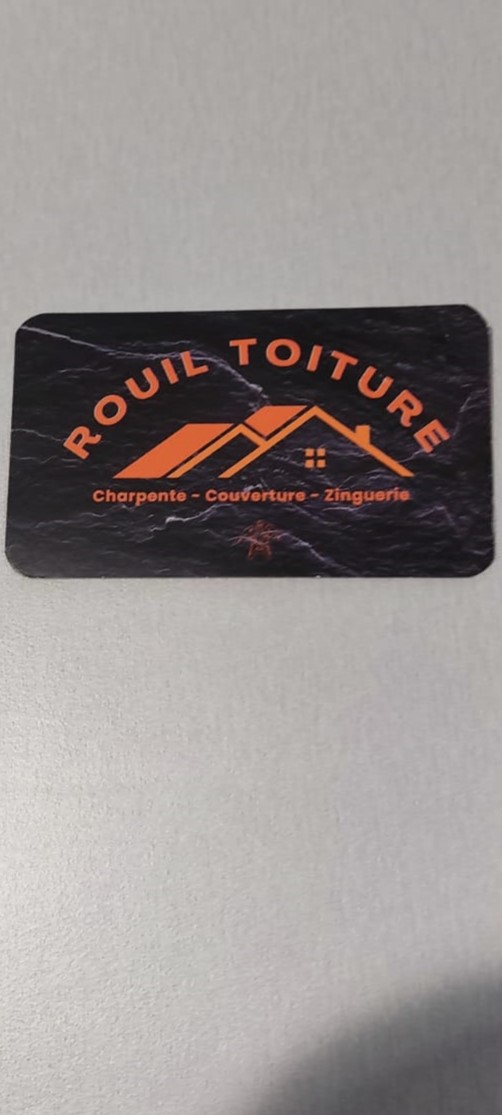 ROUIL TOITURE
Charpente - Couverture - Zinguerie